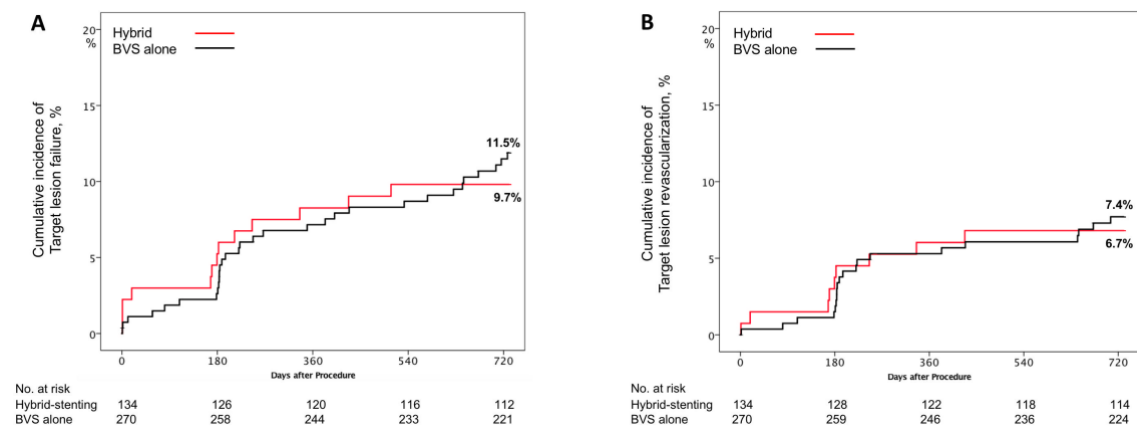 A
Cumulative incidence of
Target lesion failure, %
20
%
15
10
5
0
Hybrid
BVS alone
11.5%
9.7%
0 180 360 540 720
Days after Procedure
No. at risk
Hybrid-stenting 134 126 120 116 112
BVS alone 270 258 244 233 221
B
Cumulative incidence of
Target lesion revascularization, %
20
%
15
10
5
0
Hybrid
BVS alone
7.4%
6.7%
0 180 360 540 720
Days after Procedure
No. at risk
Hybrid-stenting 134 128 122 118 114
BVS alone 270 259 246 236 224